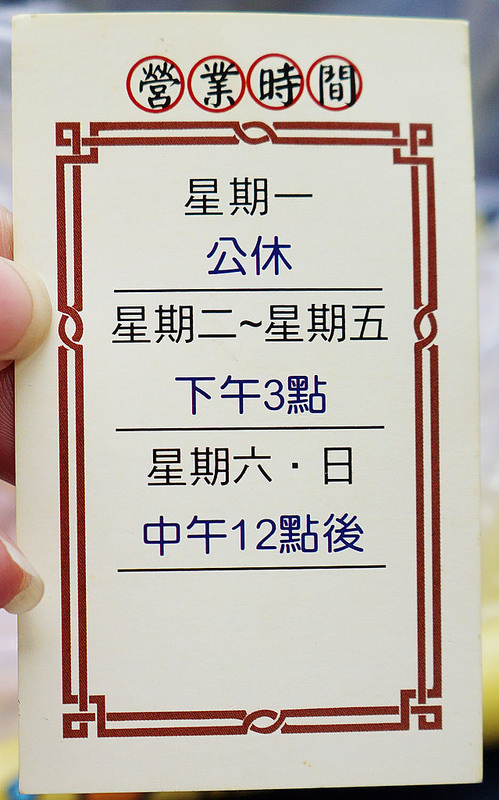 營業時間
星期一
公休
星期二~星期五
下午3點
星期六·日
中午12點後